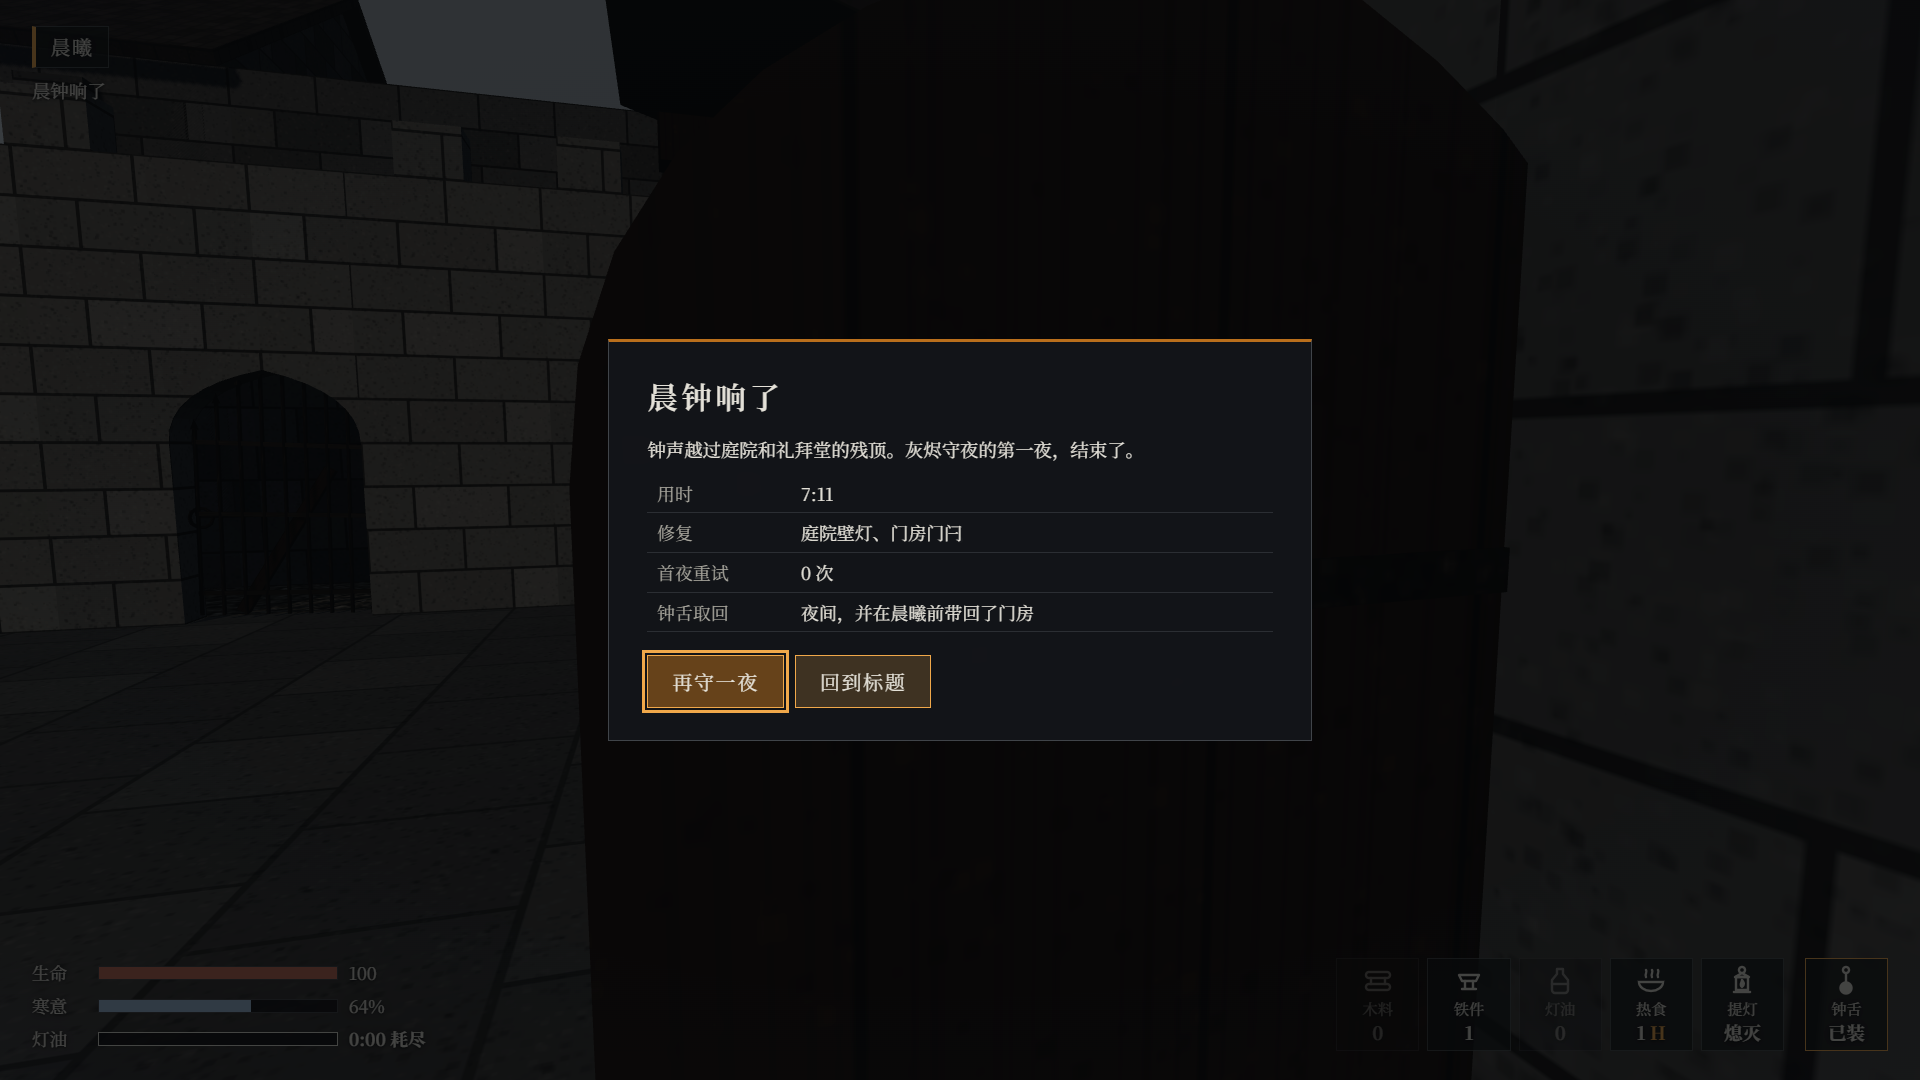 晨曦
晨钟响了
晨钟响了
钟声越过庭院和礼拜堂的残顶。灰烬守夜的第一夜，结束了。
用时 7:11
修复 庭院壁灯、门房门闩
首夜重试 0 次
钟舌取回 夜间，并在晨曦前带回了门房
再守一夜 回到标题
生命 100
寒意 64%
灯油 0:00 耗尽
木料 铁件 灯油 热食 提灯 钟舌
0 1 0 1 H 熄灭 已装